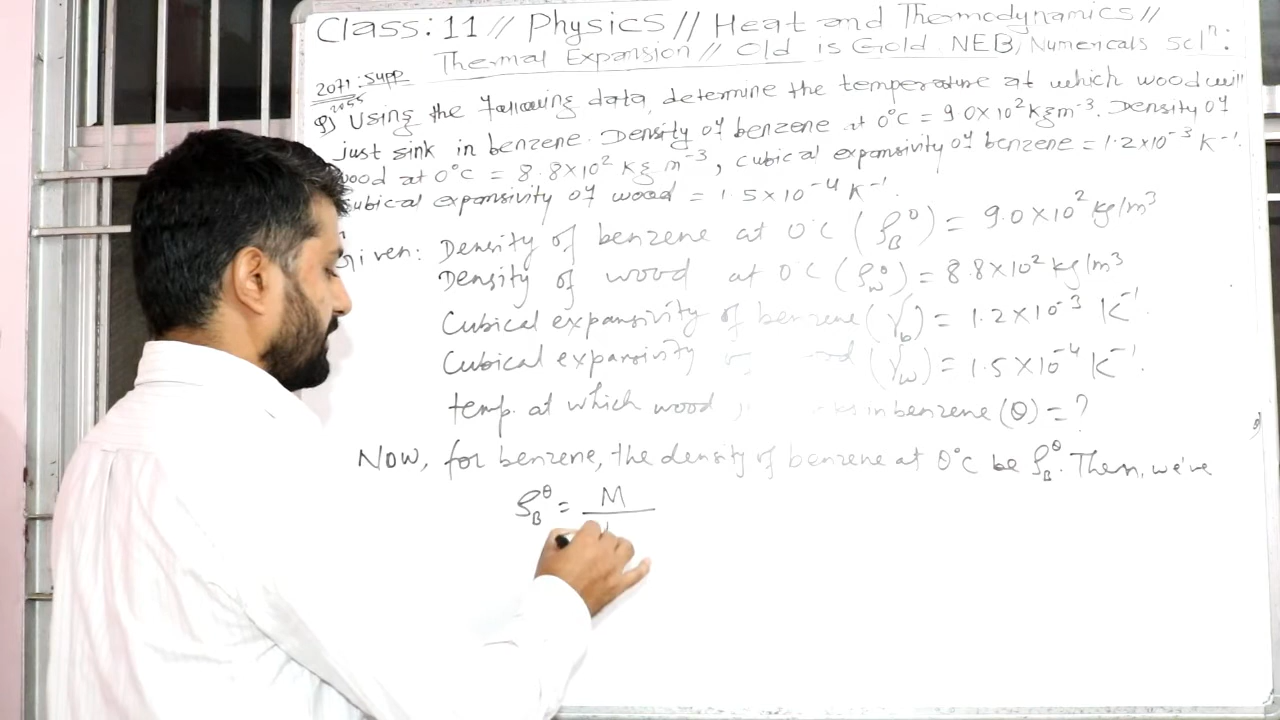 Class: 11 // Physics // Heat and Thermodynamics //
Thermal Expansion // Old is Gold NEB, Numericals Solⁿ:
2071: Supp
2055
Q) Using the following data, determine the temperature at which wood will
just sink in benzene. Density of benzene at 0°C = 9.0×10² kgm⁻³. Density of
wood at 0°C = 8.8×10² kg m⁻³, cubical expansivity of benzene = 1.2×10⁻³ K⁻¹.
cubical expansivity of wood = 1.5×10⁻⁴ K⁻¹.
Given: Density of benzene at 0°C (ρ_B⁰) = 9.0×10² kg/m³
Density of wood at 0°C (ρ_w⁰) = 8.8×10² kg/m³
Cubical expansivity of benzene (γ_b) = 1.2×10⁻³ K⁻¹.
Cubical expansivity (γ_w) = 1.5×10⁻⁴ K⁻¹.
temp. at which wood in benzene (θ) = ?
Now, for benzene, the density of benzene at θ°C be ρ_B^θ. Then, we've
ρ_B^θ = M